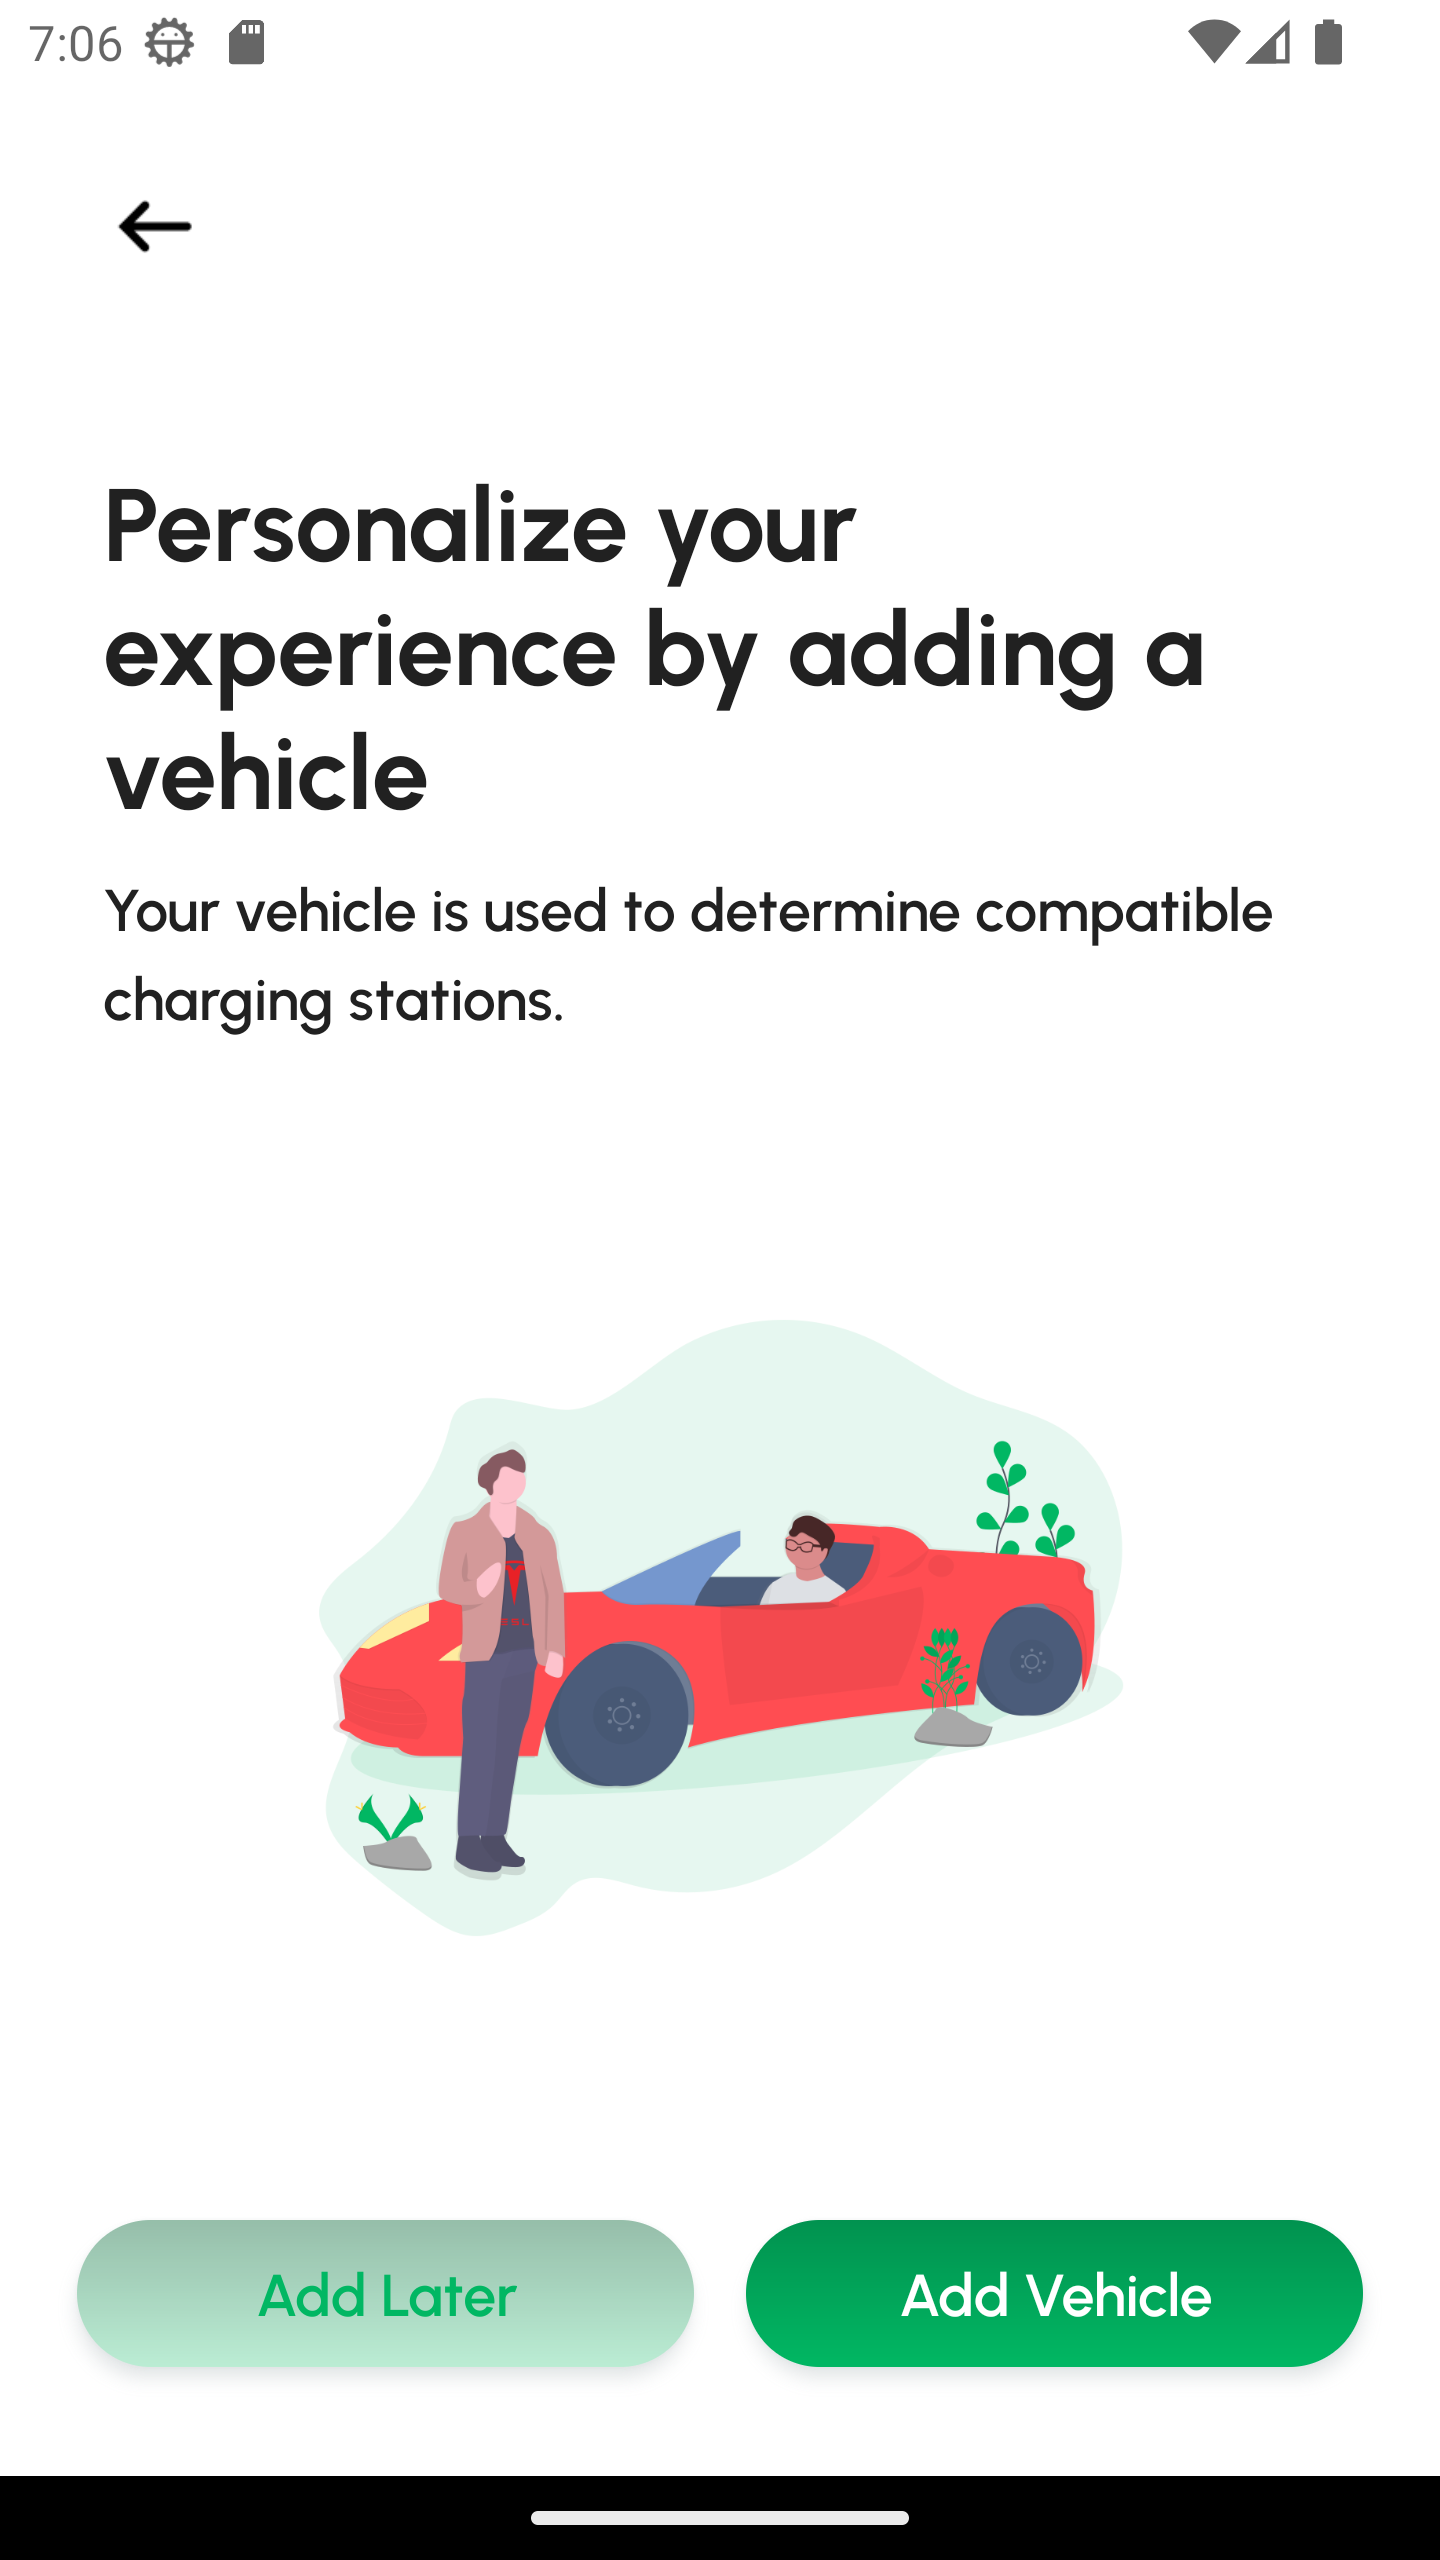 7:06
Personalize your
experience by adding a
vehicle
Your vehicle is used to determine compatible
charging stations.
Add Later
Add Vehicle